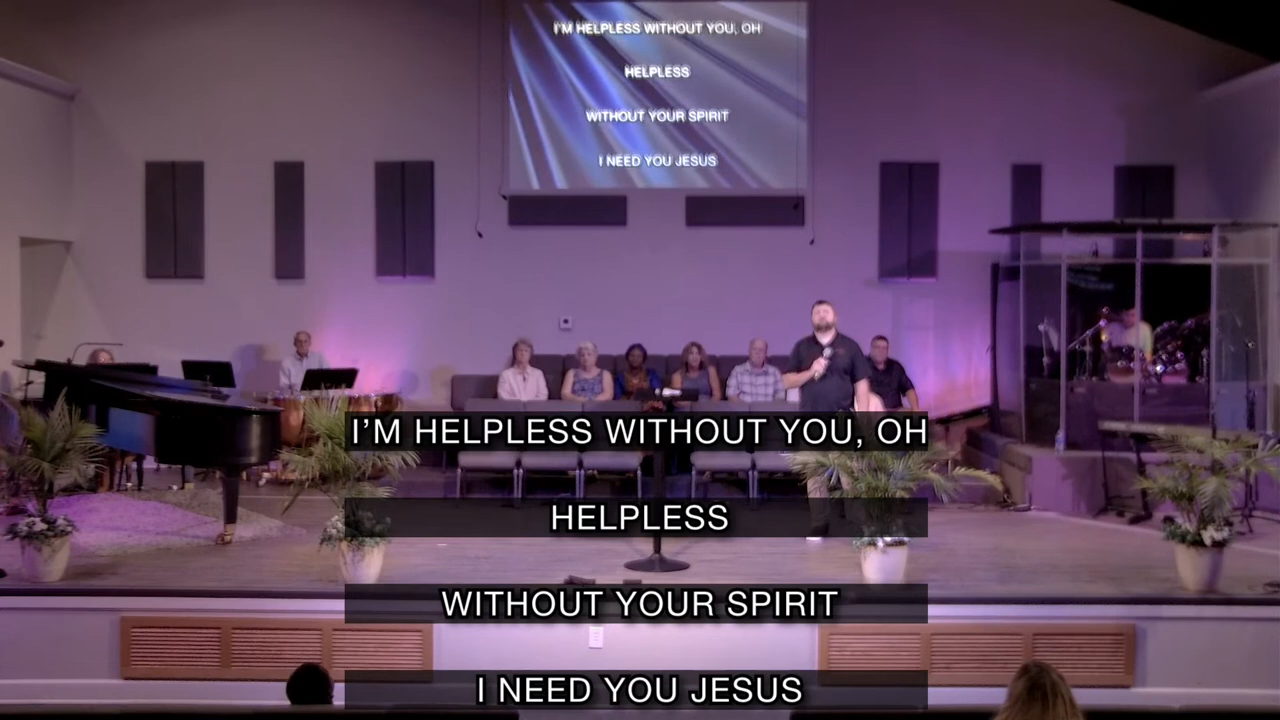 I'M HELPLESS WITHOUT YOU, OH
HELPLESS
WITHOUT YOUR SPIRIT
I NEED YOU JESUS
I’M HELPLESS WITHOUT YOU, OH
HELPLESS
WITHOUT YOUR SPIRIT
I NEED YOU JESUS